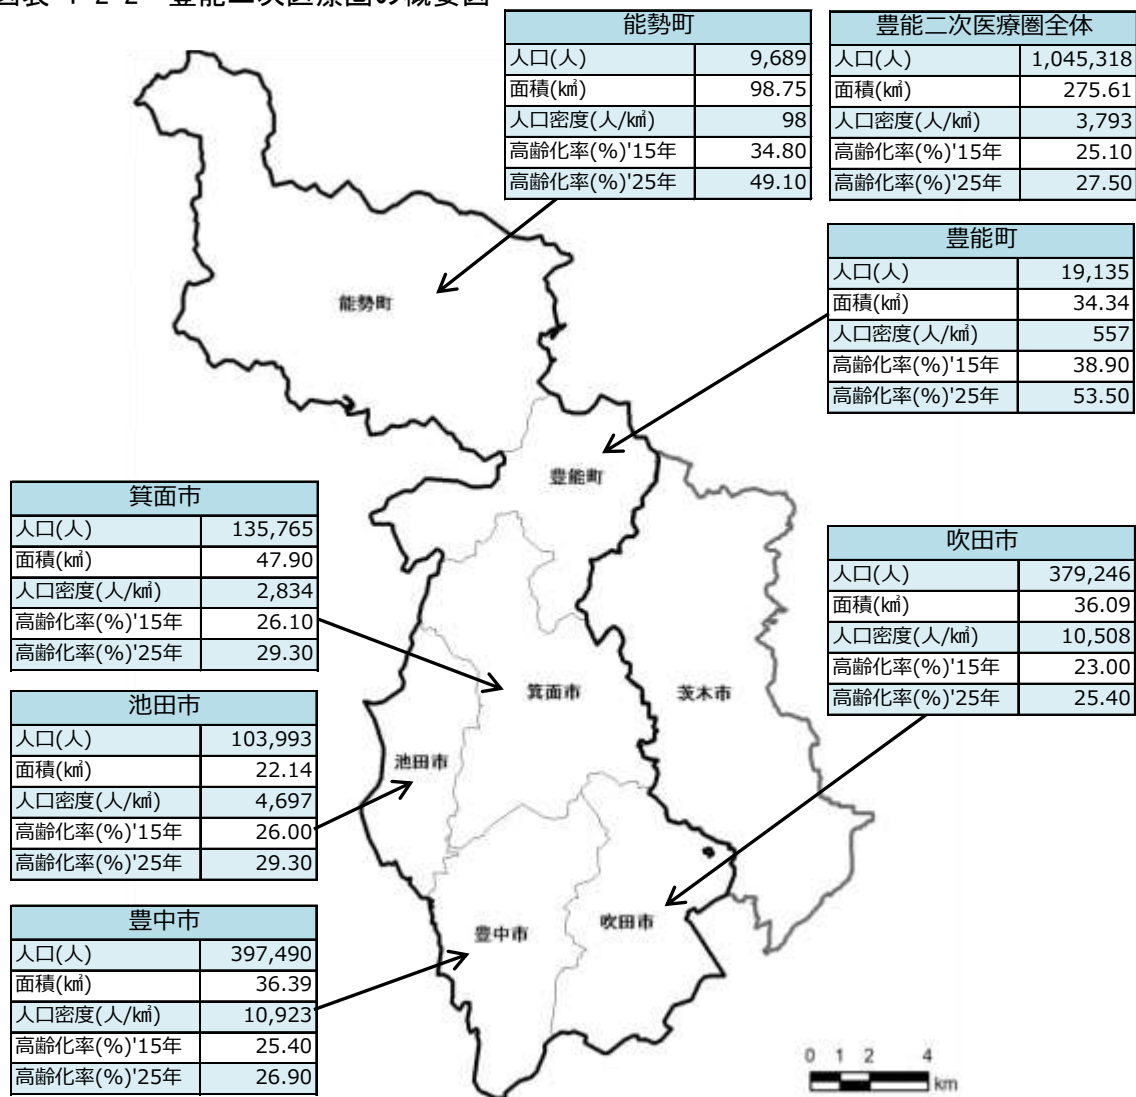 図表 4-2-2 豊能二次医療圏の概要図
能勢町
人口(人) 9,689
面積(㎢) 98.75
人口密度(人/㎢) 98
高齢化率(%)'15年 34.80
高齢化率(%)'25年 49.10
豊能二次医療圏全体
人口(人) 1,045,318
面積(㎢) 275.61
人口密度(人/㎢) 3,793
高齢化率(%)'15年 25.10
高齢化率(%)'25年 27.50
豊能町
人口(人) 19,135
面積(㎢) 34.34
人口密度(人/㎢) 557
高齢化率(%)'15年 38.90
高齢化率(%)'25年 53.50
能勢町
豊能町
箕面市
人口(人) 135,765
面積(㎢) 47.90
人口密度(人/㎢) 2,834
高齢化率(%)'15年 26.10
高齢化率(%)'25年 29.30
吹田市
人口(人) 379,246
面積(㎢) 36.09
人口密度(人/㎢) 10,508
高齢化率(%)'15年 23.00
高齢化率(%)'25年 25.40
箕面市
茨木市
池田市
人口(人) 103,993
面積(㎢) 22.14
人口密度(人/㎢) 4,697
高齢化率(%)'15年 26.00
高齢化率(%)'25年 29.30
池田市
豊中市
人口(人) 397,490
面積(㎢) 36.39
人口密度(人/㎢) 10,923
高齢化率(%)'15年 25.40
高齢化率(%)'25年 26.90
豊中市
吹田市
0 1 2 4
km